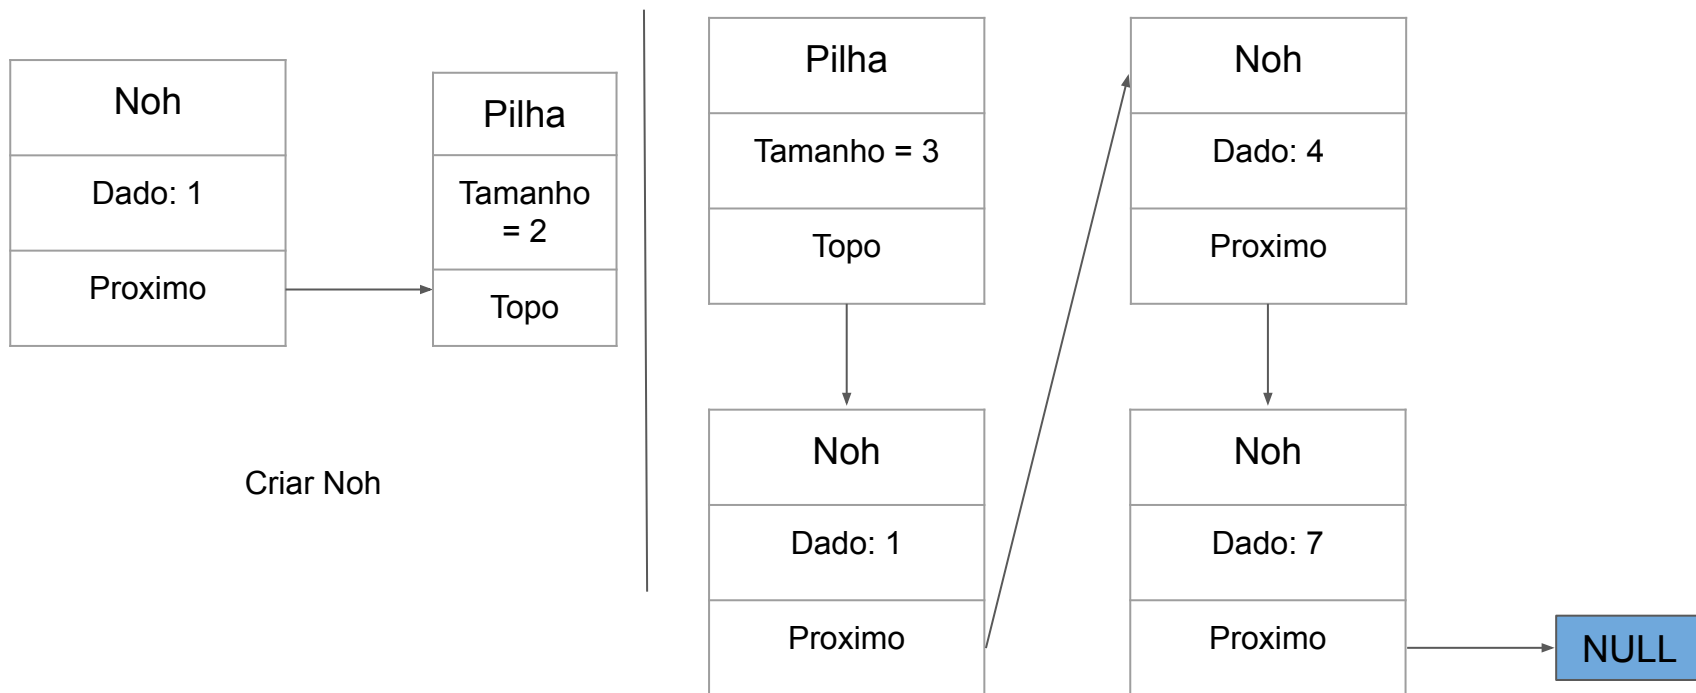 Noh
Dado: 1
Proximo
Pilha
Tamanho
= 2
Topo
Criar Noh
Pilha
Tamanho = 3
Topo
Noh
Dado: 1
Proximo
Noh
Dado: 4
Proximo
Noh
Dado: 7
Proximo
NULL